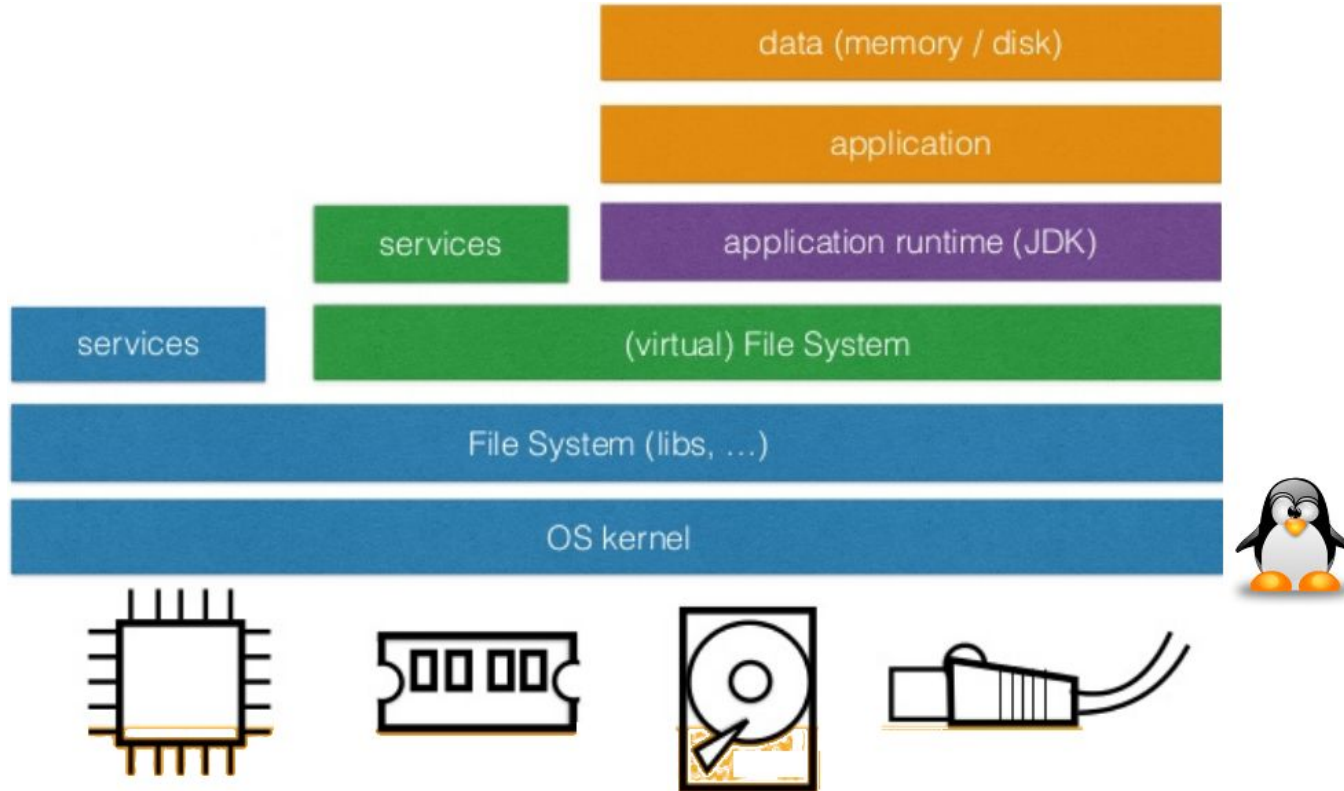 data (memory / disk)
application
services
application runtime (JDK)
services
(virtual) File System
File System (libs, ...)
OS kernel